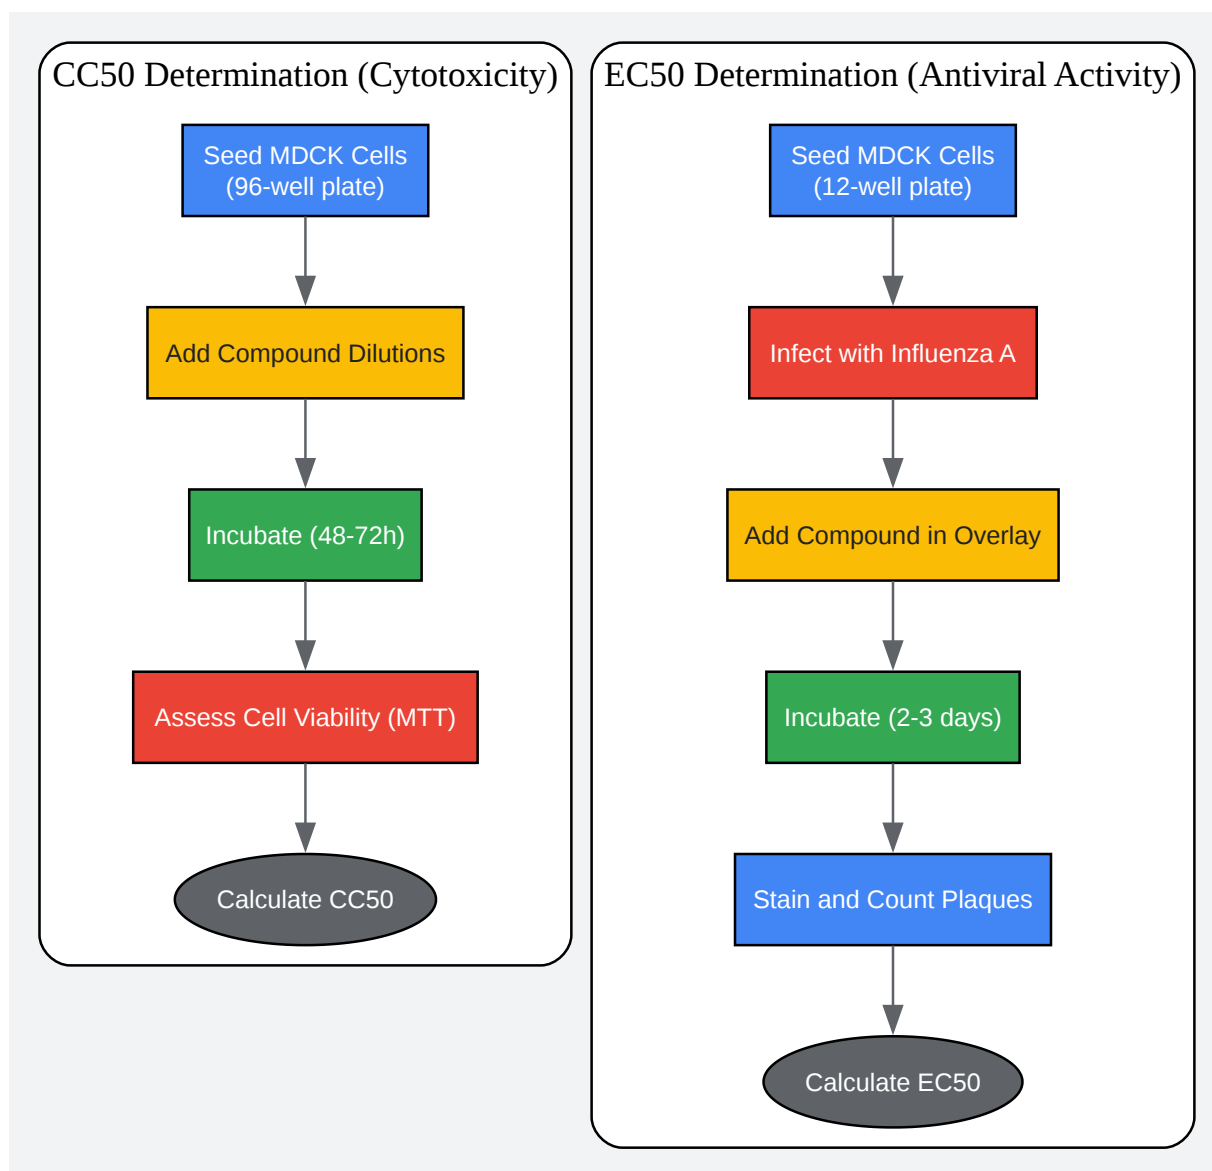 CC50 Determination (Cytotoxicity)
Seed MDCK Cells
(96-well plate)
Add Compound Dilutions
Incubate (48-72h)
Assess Cell Viability (MTT)
Calculate CC50
EC50 Determination (Antiviral Activity)
Seed MDCK Cells
(12-well plate)
Infect with Influenza A
Add Compound in Overlay
Incubate (2-3 days)
Stain and Count Plaques
Calculate EC50